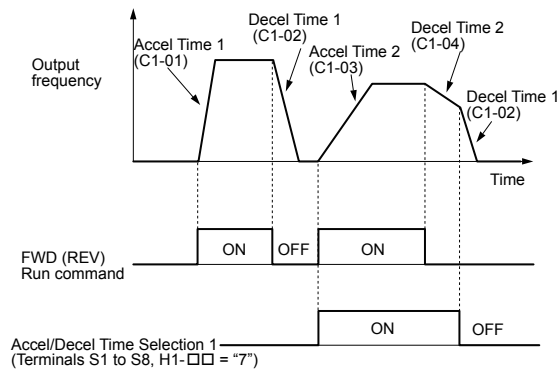 Output
frequency
Accel Time 1
(C1-01)
Decel Time 1
(C1-02)
Accel Time 2
(C1-03)
Decel Time 2
(C1-04)
Decel Time 1
(C1-02)
Time
FWD (REV)
Run command
ON
OFF
ON
Accel/Decel Time Selection 1
(Terminals S1 to S8, H1-□□ = “7”)
ON
OFF